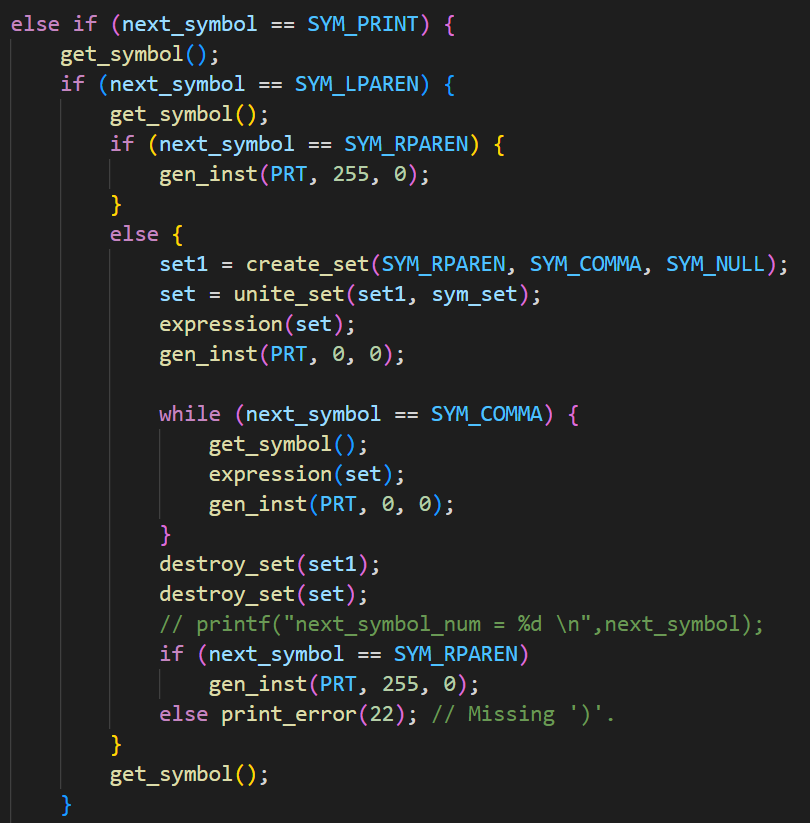 else if (next_symbol == SYM_PRINT) {
    get_symbol();
    if (next_symbol == SYM_LPAREN) {
        get_symbol();
        if (next_symbol == SYM_RPAREN) {
            gen_inst(PRT, 255, 0);
        }
        else {
            set1 = create_set(SYM_RPAREN, SYM_COMMA, SYM_NULL);
            set = unite_set(set1, sym_set);
            expression(set);
            gen_inst(PRT, 0, 0);

            while (next_symbol == SYM_COMMA) {
                get_symbol();
                expression(set);
                gen_inst(PRT, 0, 0);
            }
            destroy_set(set1);
            destroy_set(set);
            // printf("next_symbol_num = %d \n",next_symbol);
            if (next_symbol == SYM_RPAREN)
                gen_inst(PRT, 255, 0);
            else print_error(22); // Missing ')'.
        }
        get_symbol();
    }